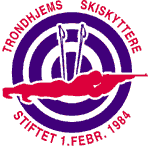 TRONDHJEMS SKISKYTTERE
STIFTET 1.FEBR. 1984